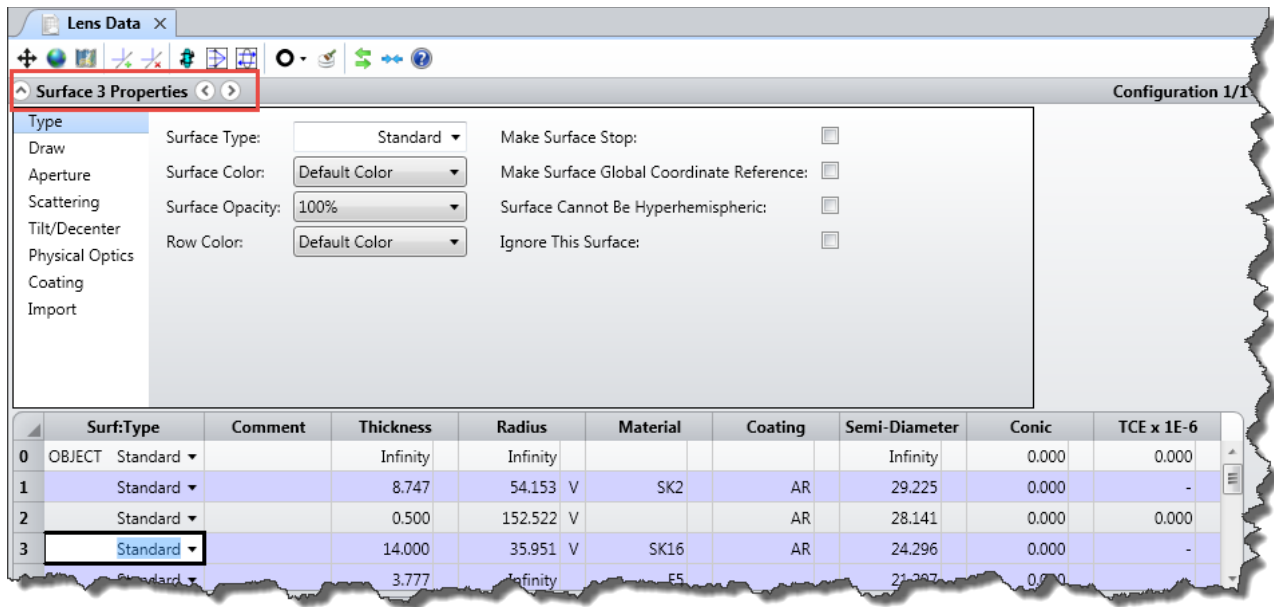 Lens Data ×
Surface 3 Properties
Configuration 1/1
Type
Draw
Aperture
Scattering
Tilt/Decenter
Physical Optics
Coating
Import
Surface Type: Standard
Surface Color: Default Color
Surface Opacity: 100%
Row Color: Default Color
Make Surface Stop:
Make Surface Global Coordinate Reference:
Surface Cannot Be Hyperhemispheric:
Ignore This Surface:
Surf:Type Comment Thickness Radius Material Coating Semi-Diameter Conic TCE x 1E-6
0 OBJECT Standard Infinity Infinity Infinity 0.000 0.000
1 Standard 8.747 54.153 V SK2 AR 29.225 0.000 -
2 Standard 0.500 152.522 V AR 28.141 0.000 0.000
3 Standard 14.000 35.951 V SK16 AR 24.296 0.000 -
Standard 3.777 Infinity F5